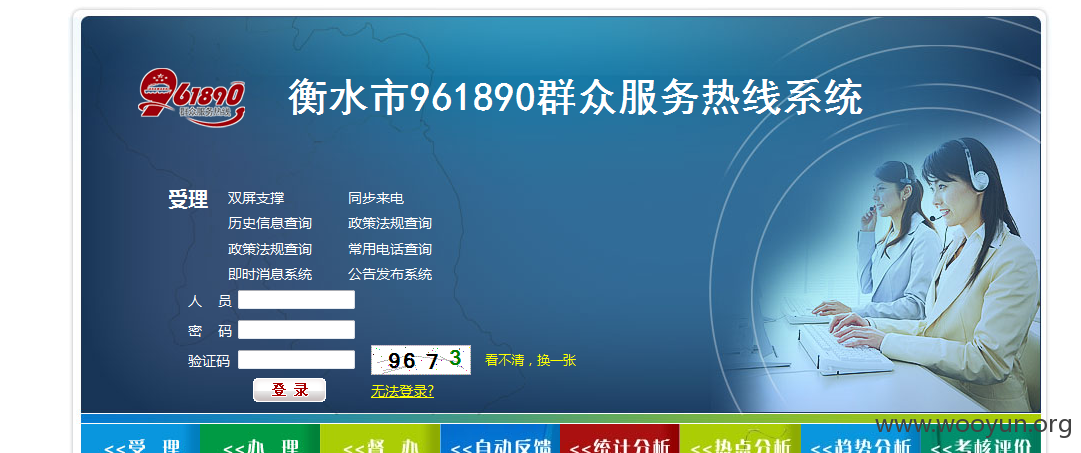 961890
群众服务热线
衡水市961890群众服务热线系统
受理
双屏支撑 同步来电
历史信息查询 政策法规查询
政策法规查询 常用电话查询
即时消息系统 公告发布系统
人 员
密 码
验证码 9673 看不清，换一张
登 录 无法登录?
www.wooyun.org
<<受 理 <<办 理 <<督 办 <<自动反馈 <<统计分析 <<热点分析 <<趋势分析 <<考核评价